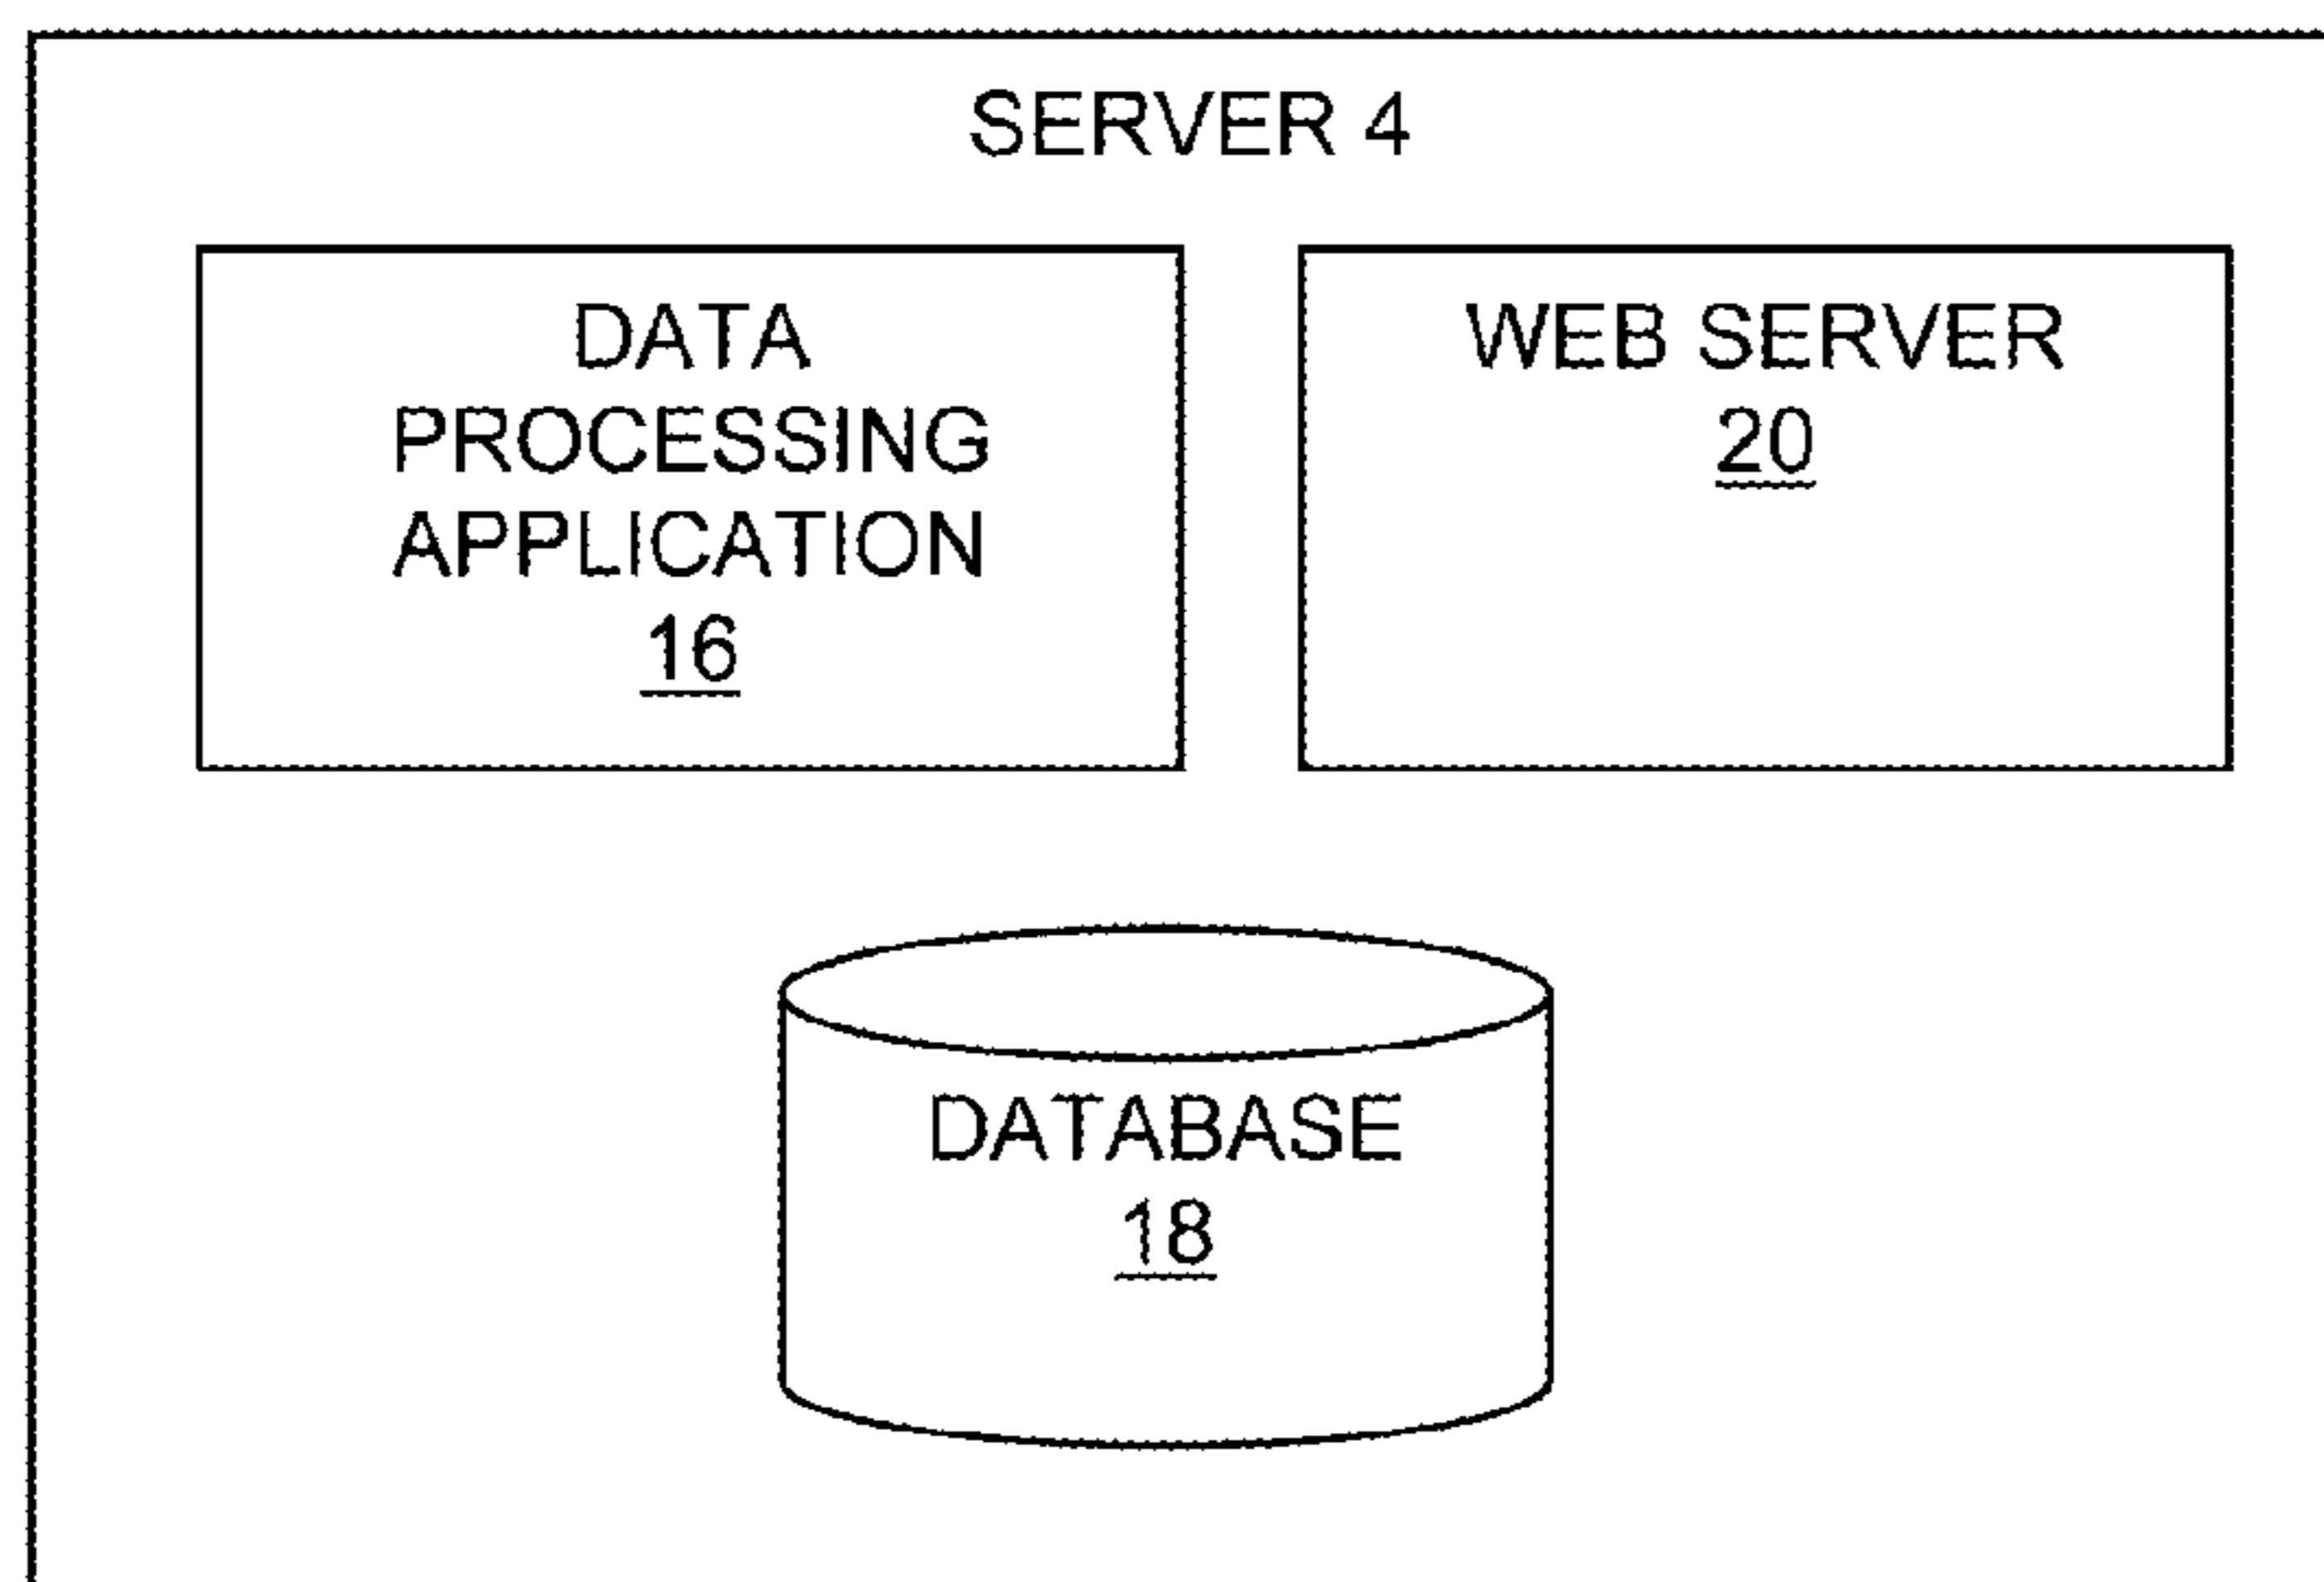 SERVER 4
DATA
PROCESSING
APPLICATION
16
WEB SERVER
20
DATABASE
18